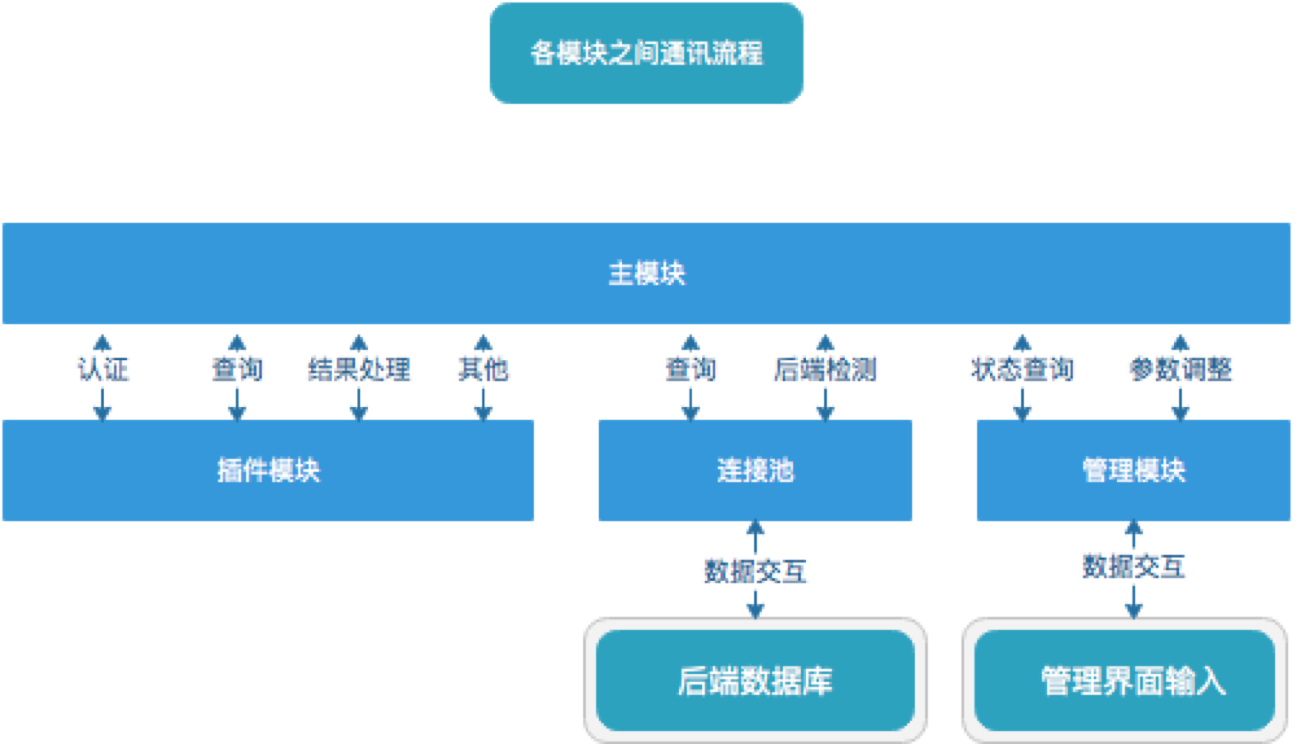 各模块之间通讯流程
主模块
认证
查询
结果处理
其他
查询
后端检测
状态查询
参数调整
插件模块
连接池
管理模块
数据交互
数据交互
后端数据库
管理界面输入